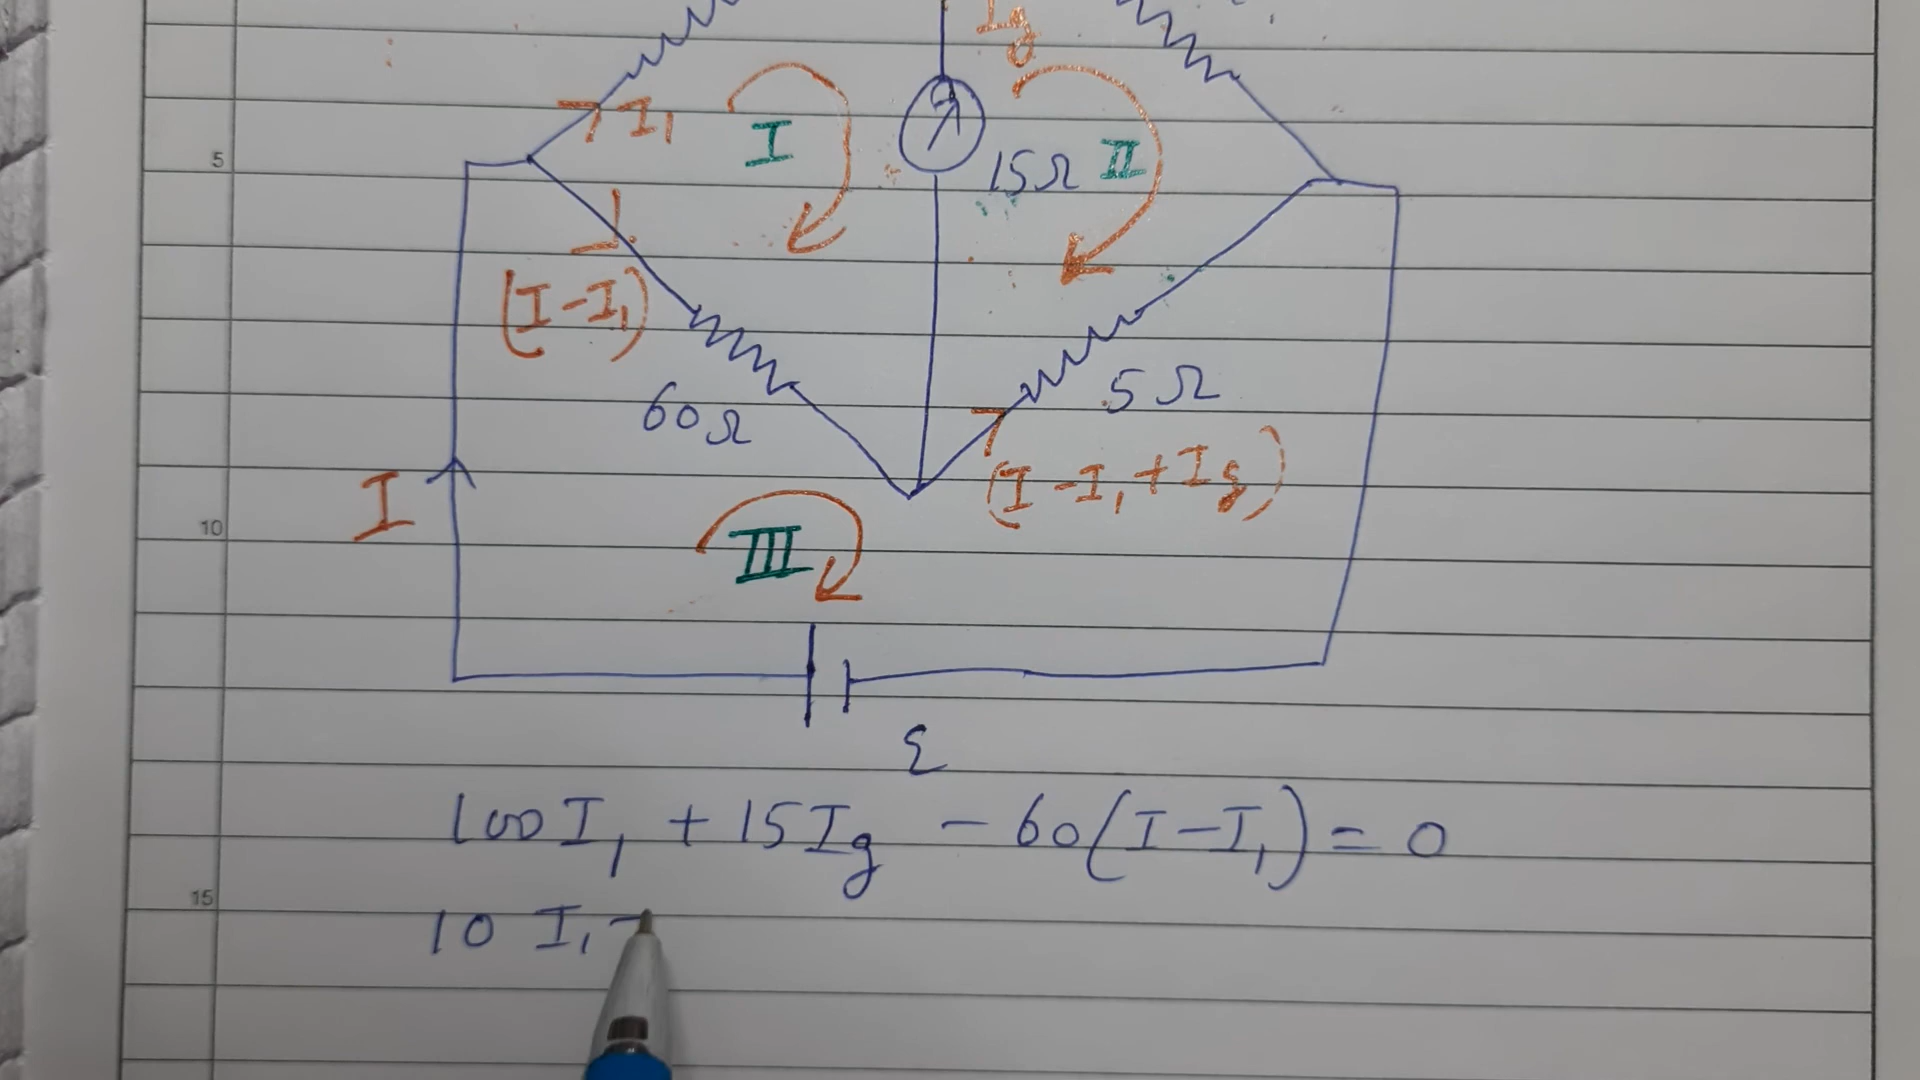 Ig
I₁
I
II
15Ω
5
(I-I₁)
5Ω
60Ω
(I-I₁+Ig)
I
10
III
ε
100I₁ + 15Ig - 60(I-I₁) = 0
15
10 I₁